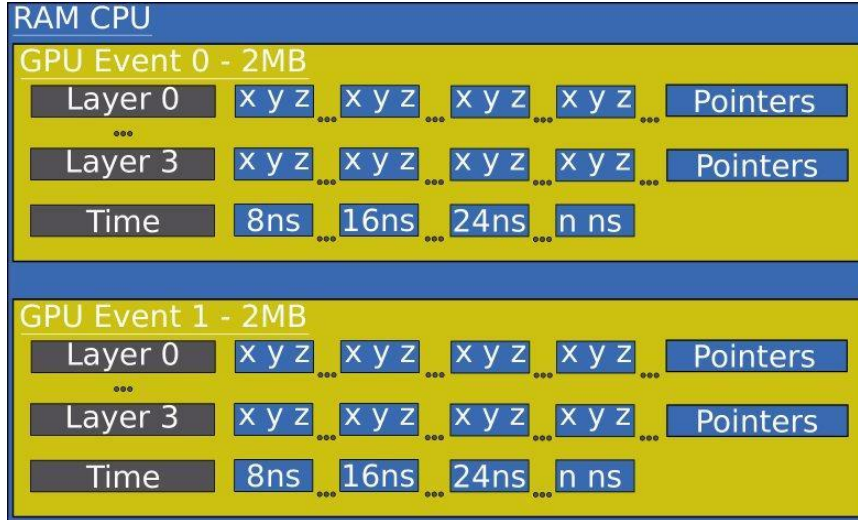 RAM CPU
GPU Event 0 - 2MB
Layer 0 x y z ... x y z ... x y z ... x y z ... Pointers
...
Layer 3 x y z ... x y z ... x y z ... x y z ... Pointers
Time 8ns ... 16ns ... 24ns ... n ns
GPU Event 1 - 2MB
Layer 0 x y z ... x y z ... x y z ... x y z ... Pointers
...
Layer 3 x y z ... x y z ... x y z ... x y z ... Pointers
Time 8ns ... 16ns ... 24ns ... n ns